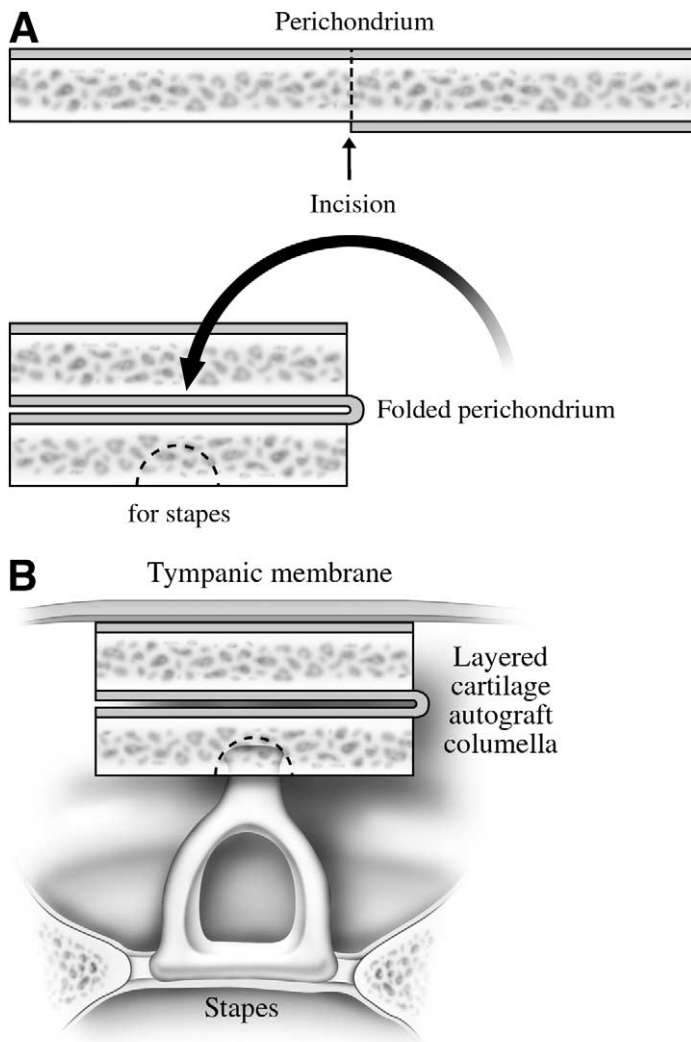 A
Perichondrium
Incision
Folded perichondrium
for stapes
B
Tympanic membrane
Layered
cartilage
autograft
columella
Stapes